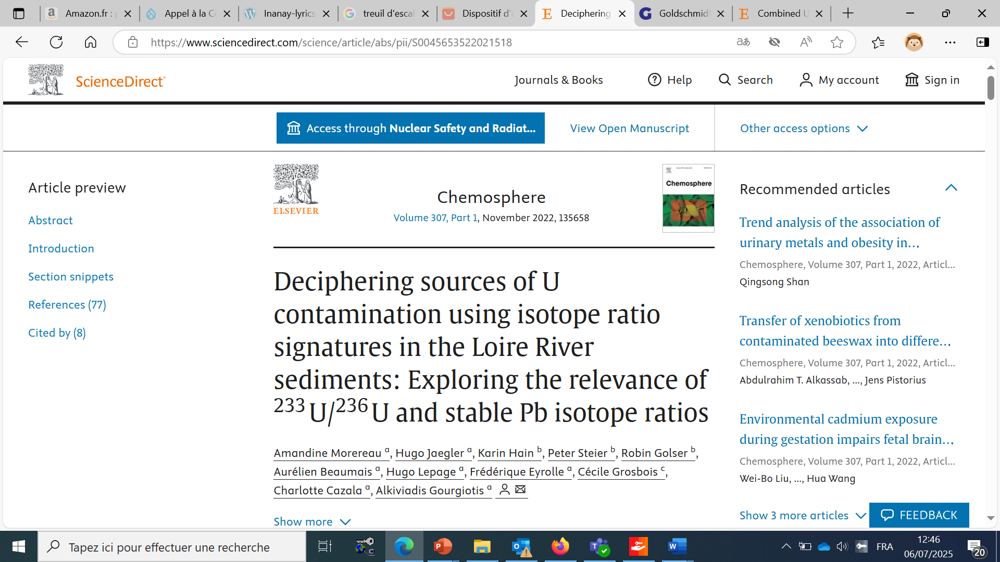 Amazon.fr : p
Appel à la Co
Inanay-lyrics
treuil d'escal
Dispositif d'a
Deciphering
Goldschmidt
Combined U
https://www.sciencedirect.com/science/article/abs/pii/S0045653522021518
ScienceDirect
Journals & Books
Help
Search
My account
Sign in
Access through Nuclear Safety and Radiat...
View Open Manuscript
Other access options
Article preview
Abstract
Introduction
Section snippets
References (77)
Cited by (8)
ELSEVIER
Chemosphere
Volume 307, Part 1, November 2022, 135658
Chemosphere
Deciphering sources of U
contamination using isotope ratio
signatures in the Loire River
sediments: Exploring the relevance of
²³³U/²³⁶U and stable Pb isotope ratios
Amandine Morereau ᵃ, Hugo Jaegler ᵃ, Karin Hain ᵇ, Peter Steier ᵇ, Robin Golser ᵇ,
Aurélien Beaumais ᵃ, Hugo Lepage ᵃ, Frédérique Eyrolle ᵃ, Cécile Grosbois ᶜ,
Charlotte Cazala ᵃ, Alkiviadis Gourgiotis ᵃ
Show more
Recommended articles
Trend analysis of the association of
urinary metals and obesity in...
Chemosphere, Volume 307, Part 1, 2022, Articl...
Qingsong Shan
Transfer of xenobiotics from
contaminated beeswax into differe...
Chemosphere, Volume 307, Part 1, 2022, Articl...
Abdulrahim T. Alkassab, ..., Jens Pistorius
Environmental cadmium exposure
during gestation impairs fetal brain...
Chemosphere, Volume 307, Part 1, 2022, Articl...
Wei-Bo Liu, ..., Hua Wang
Show 3 more articles
FEEDBACK
Tapez ici pour effectuer une recherche
FRA
12:46
06/07/2025
20